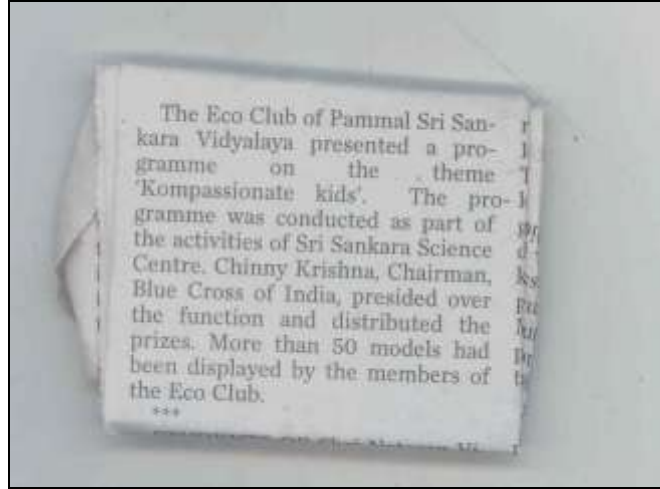 The Eco Club of Pammal Sri San-
kara Vidyalaya presented a pro-
gramme on the theme
'Kompassionate kids'. The pro-
gramme was conducted as part of
the activities of Sri Sankara Science
Centre. Chinny Krishna, Chairman,
Blue Cross of India, presided over
the function and distributed the
prizes. More than 50 models had
been displayed by the members of
the Eco Club.
***